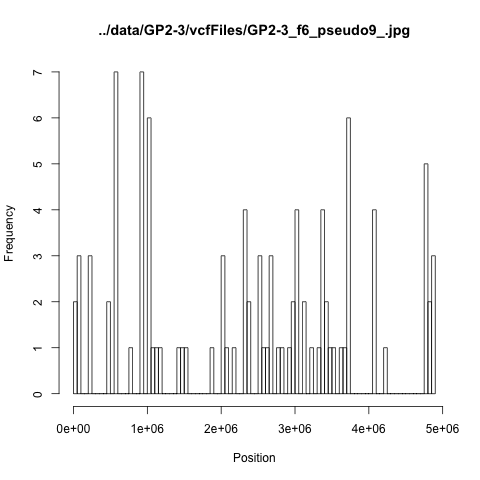 ../data/GP2-3/vcfFiles/GP2-3_f6_pseudo9_.jpg
7
6
5
4
3
2
1
0
Frequency
0e+00 1e+06 2e+06 3e+06 4e+06 5e+06
Position